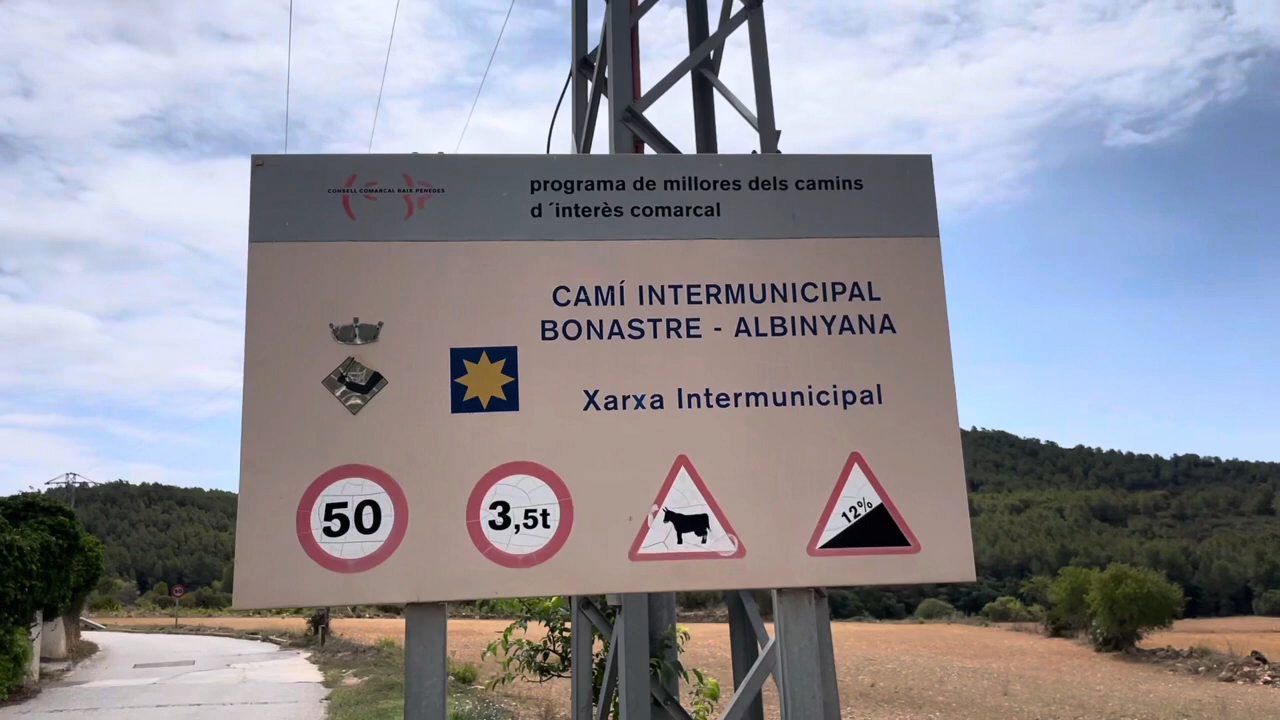 CONSELL COMARCAL BAIX PENEDES
programa de millores dels camins
d ´interès comarcal
CAMÍ INTERMUNICIPAL
BONASTRE - ALBINYANA
Xarxa Intermunicipal
50
3,5t
12%